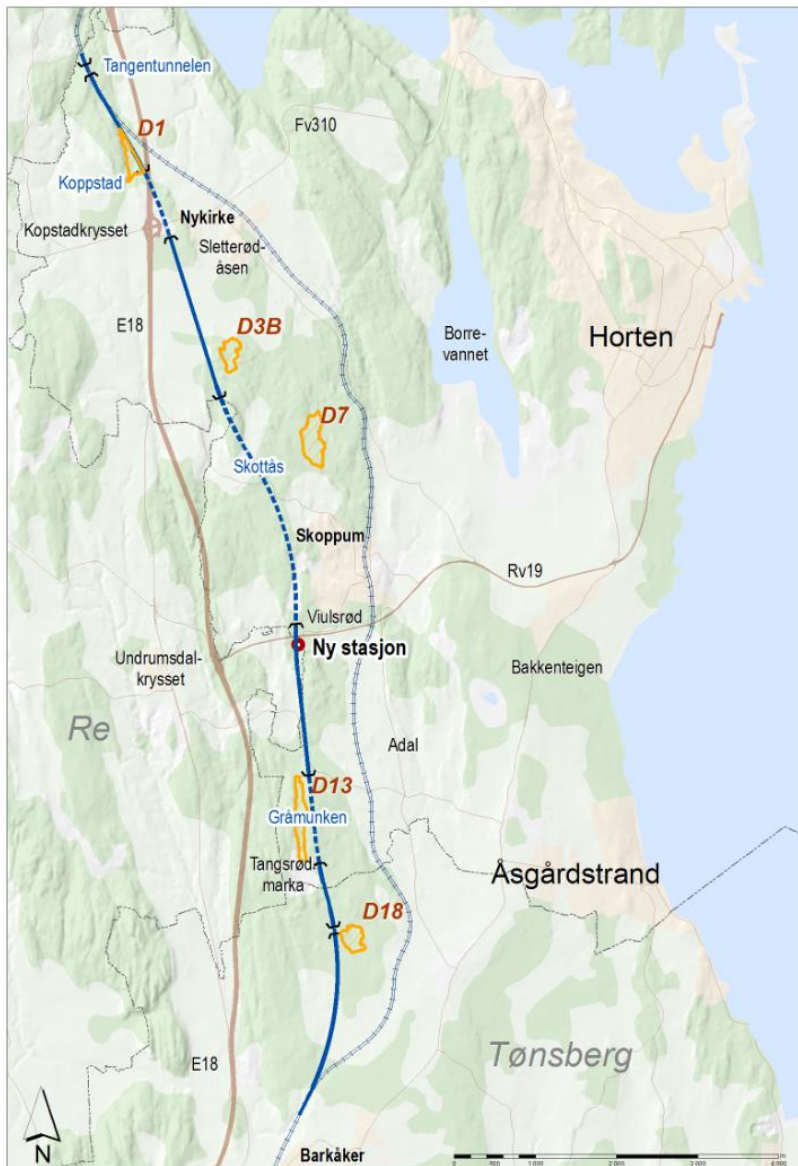 Tangentunnelen
D1
Fv310
Koppstad
Nykirke
Kopstadkrysset
Sletterød-
åsen
E18
D3B
Borre-
vannet
Horten
D7
Skottås
Skoppum
Rv19
Viulsrød
Ny stasjon
Undrumsdal-
krysset
Bakkenteigen
Re
Adal
D13
Gråmunken
Tangsrød
marka
Åsgårdstrand
D18
Tønsberg
E18
N
Barkåker